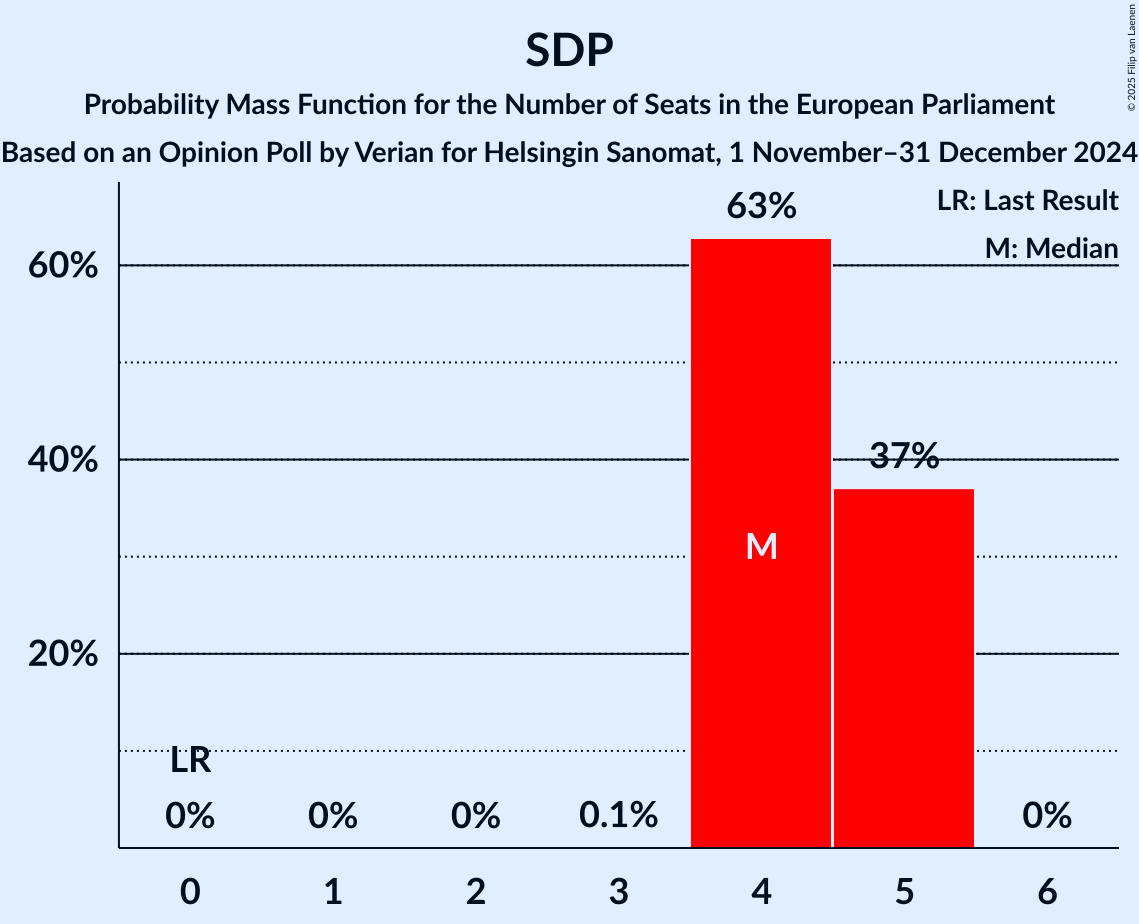 SDP
Probability Mass Function for the Number of Seats in the European Parliament
Based on an Opinion Poll by Verian for Helsingin Sanomat, 1 November–31 December 2024
© 2025 Filip van Laenen
LR: Last Result
M: Median
63%
60%
40%
37%
M
20%
LR
0% 0% 0% 0.1% 0%
0 1 2 3 4 5 6